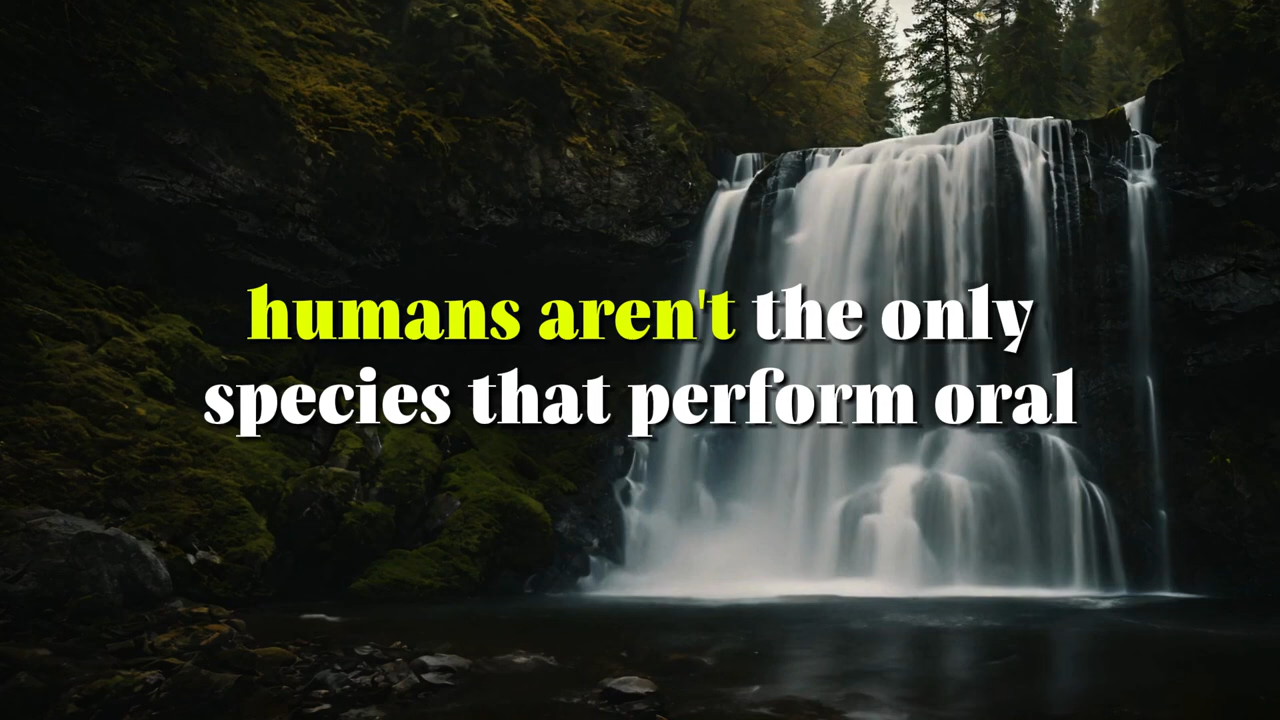 humans aren't the only
species that perform oral